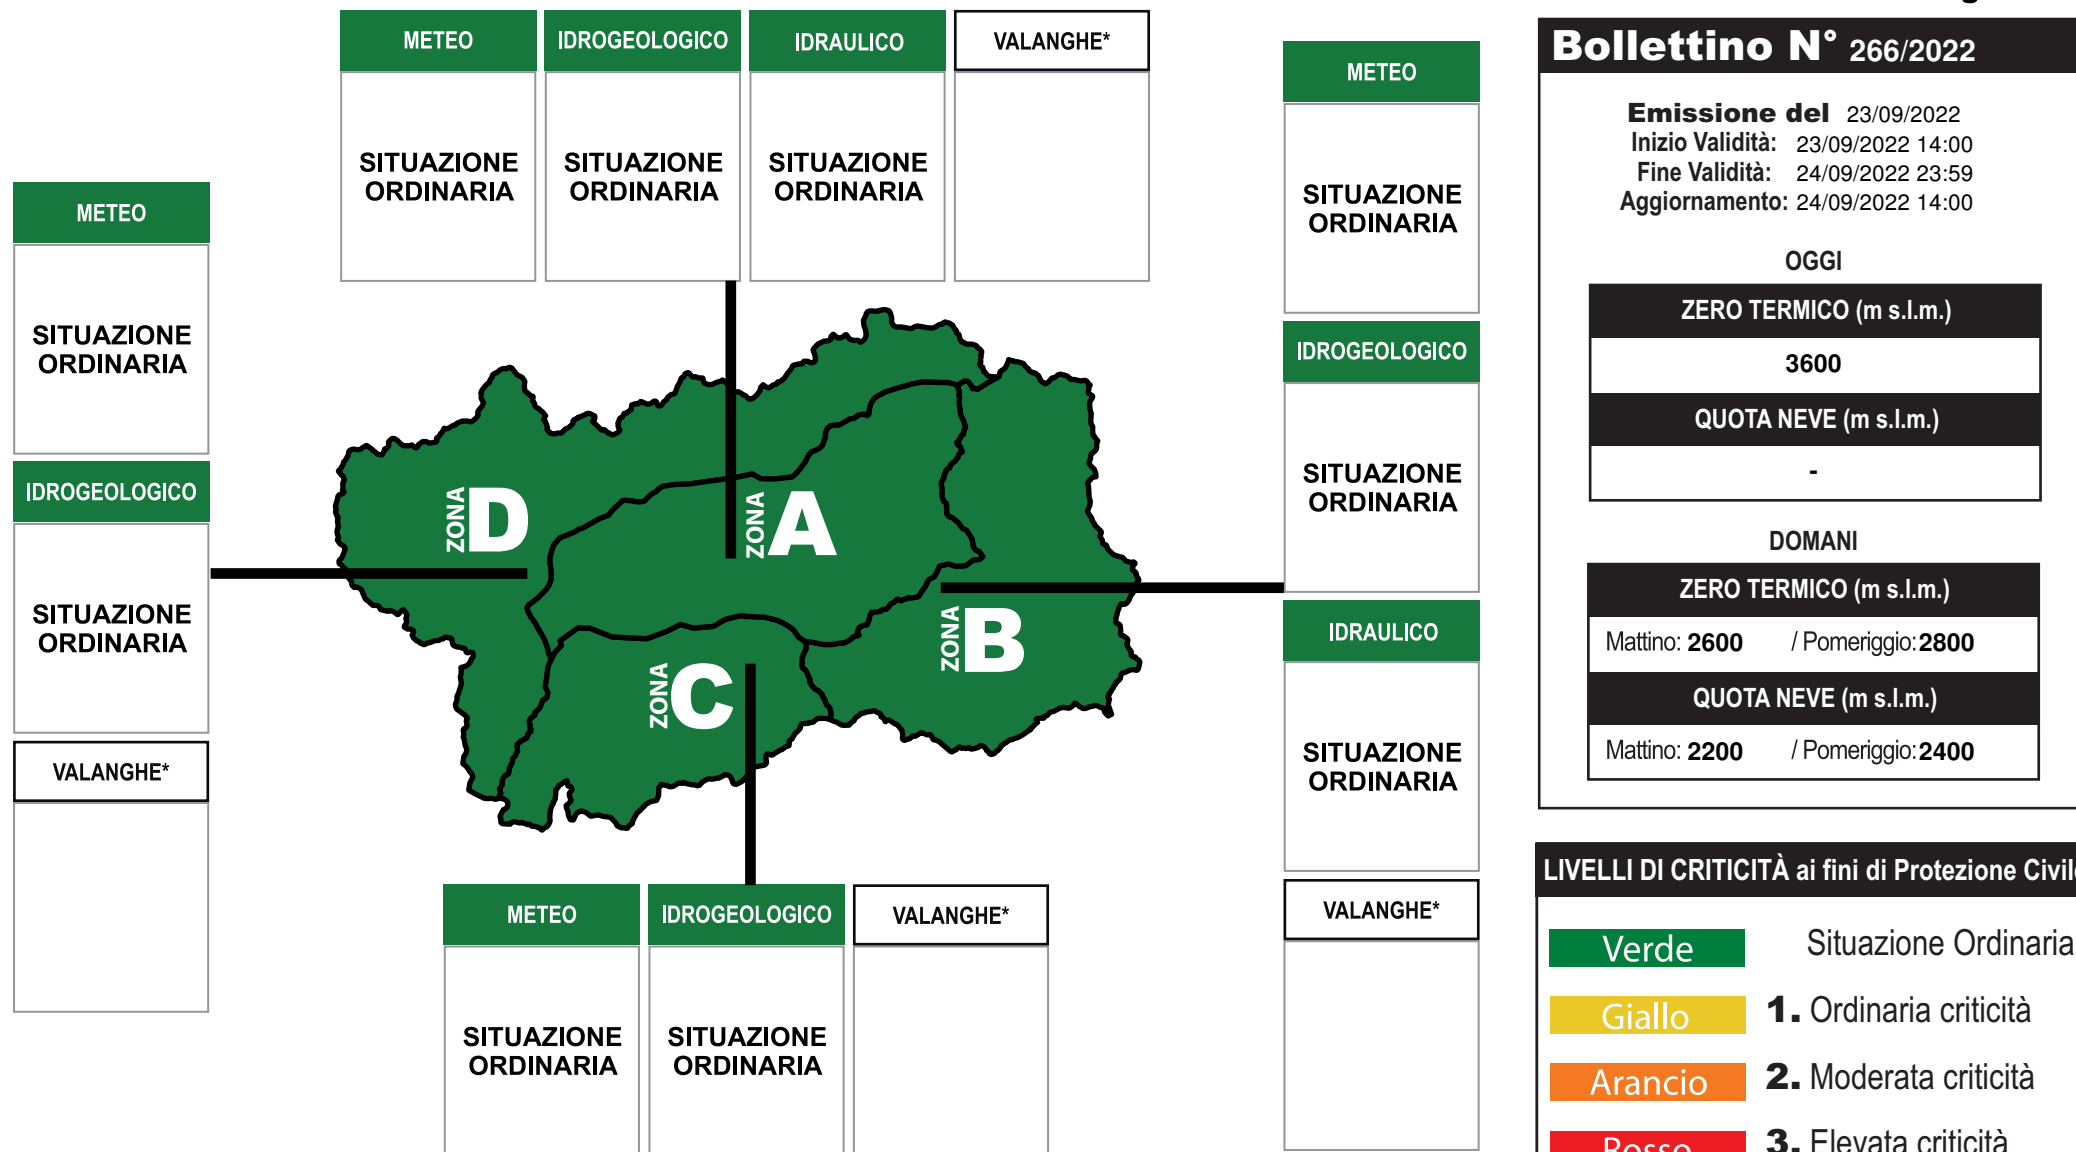 METEO
IDROGEOLOGICO
IDRAULICO
VALANGHE*
SITUAZIONE
ORDINARIA
SITUAZIONE
ORDINARIA
SITUAZIONE
ORDINARIA
METEO
SITUAZIONE
ORDINARIA
IDROGEOLOGICO
SITUAZIONE
ORDINARIA
VALANGHE*
ZONA D
ZONA A
ZONA B
ZONA C
METEO
SITUAZIONE
ORDINARIA
IDROGEOLOGICO
SITUAZIONE
ORDINARIA
IDRAULICO
SITUAZIONE
ORDINARIA
VALANGHE*
METEO
IDROGEOLOGICO
VALANGHE*
SITUAZIONE
ORDINARIA
SITUAZIONE
ORDINARIA
Bollettino N° 266/2022
Emissione del 23/09/2022
Inizio Validità: 23/09/2022 14:00
Fine Validità: 24/09/2022 23:59
Aggiornamento: 24/09/2022 14:00
OGGI
ZERO TERMICO (m s.l.m.)
3600
QUOTA NEVE (m s.l.m.)
-
DOMANI
ZERO TERMICO (m s.l.m.)
Mattino: 2600 / Pomeriggio: 2800
QUOTA NEVE (m s.l.m.)
Mattino: 2200 / Pomeriggio: 2400
LIVELLI DI CRITICITÀ ai fini di Protezione Civile
Verde Situazione Ordinaria
Giallo 1. Ordinaria criticità
Arancio 2. Moderata criticità
Rosso 3. Elevata criticità